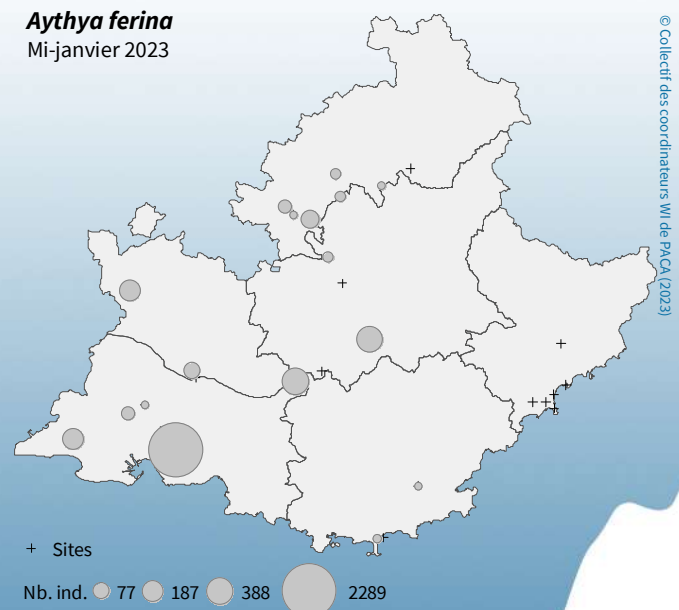 Aythya ferina
Mi-janvier 2023
© Collectif des coordinateurs WI de PACA (2023)
+ Sites
Nb. ind. 77 187 388 2289